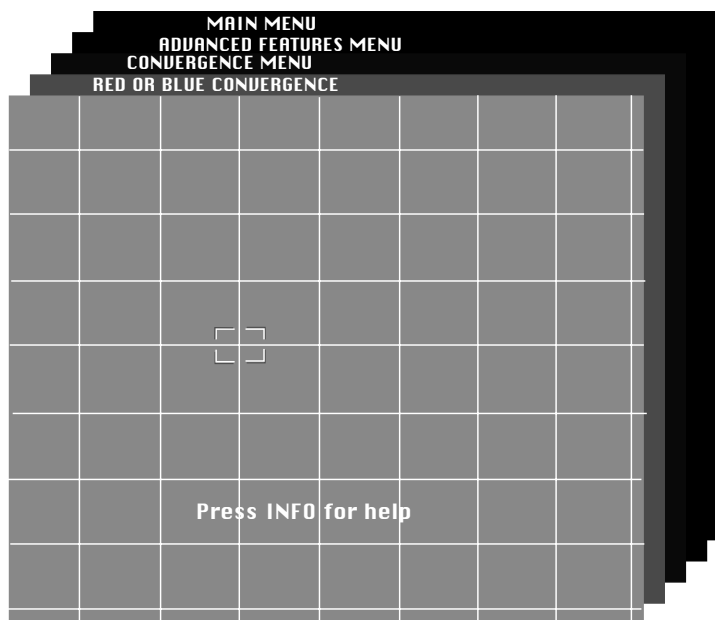 MAIN MENU
ADVANCED FEATURES MENU
CONVERGENCE MENU
RED OR BLUE CONVERGENCE
Press INFO for help